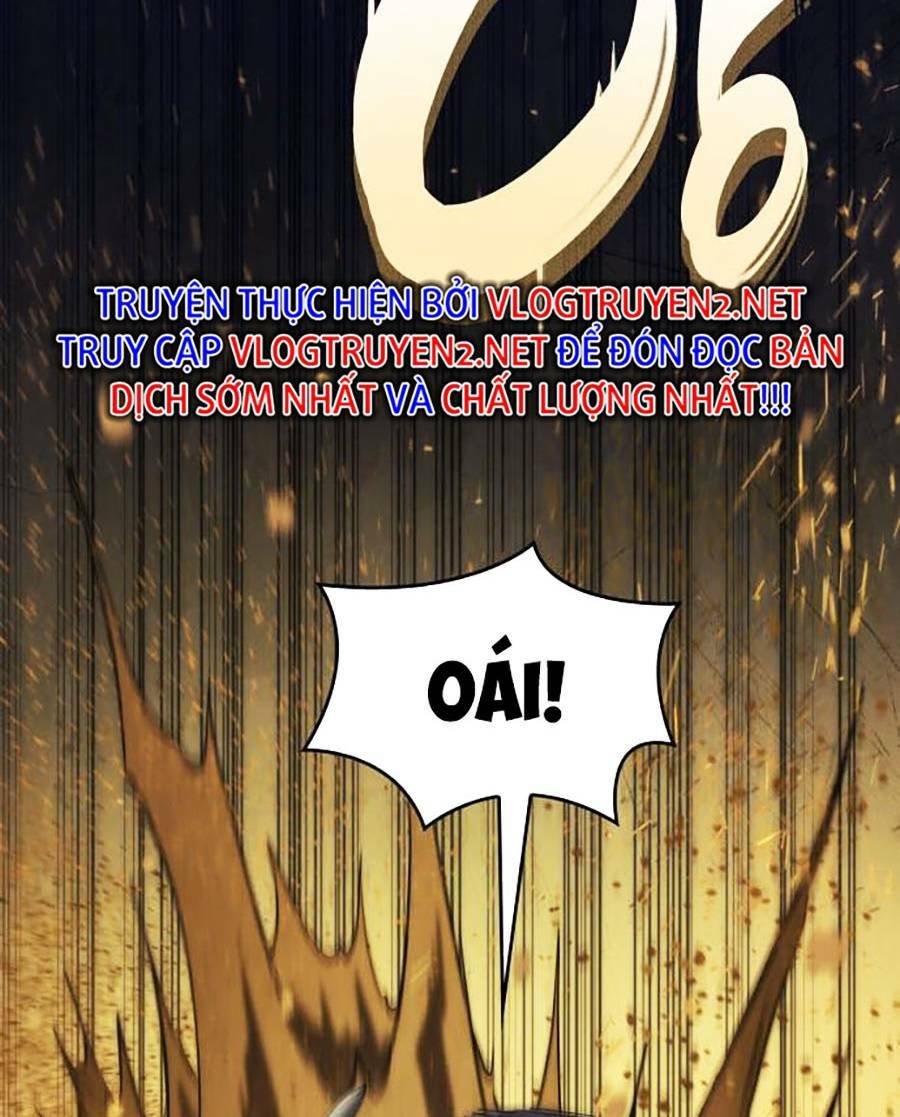 TRUYỆN THỰC HIỆN BỞI VLOGTRUYEN2.NET
TRUY CẬP VLOGTRUYEN2.NET ĐỂ ĐÓN ĐỌC BẢN
DỊCH SỚM NHẤT VÀ CHẤT LƯỢNG NHẤT!!!
OÁI!